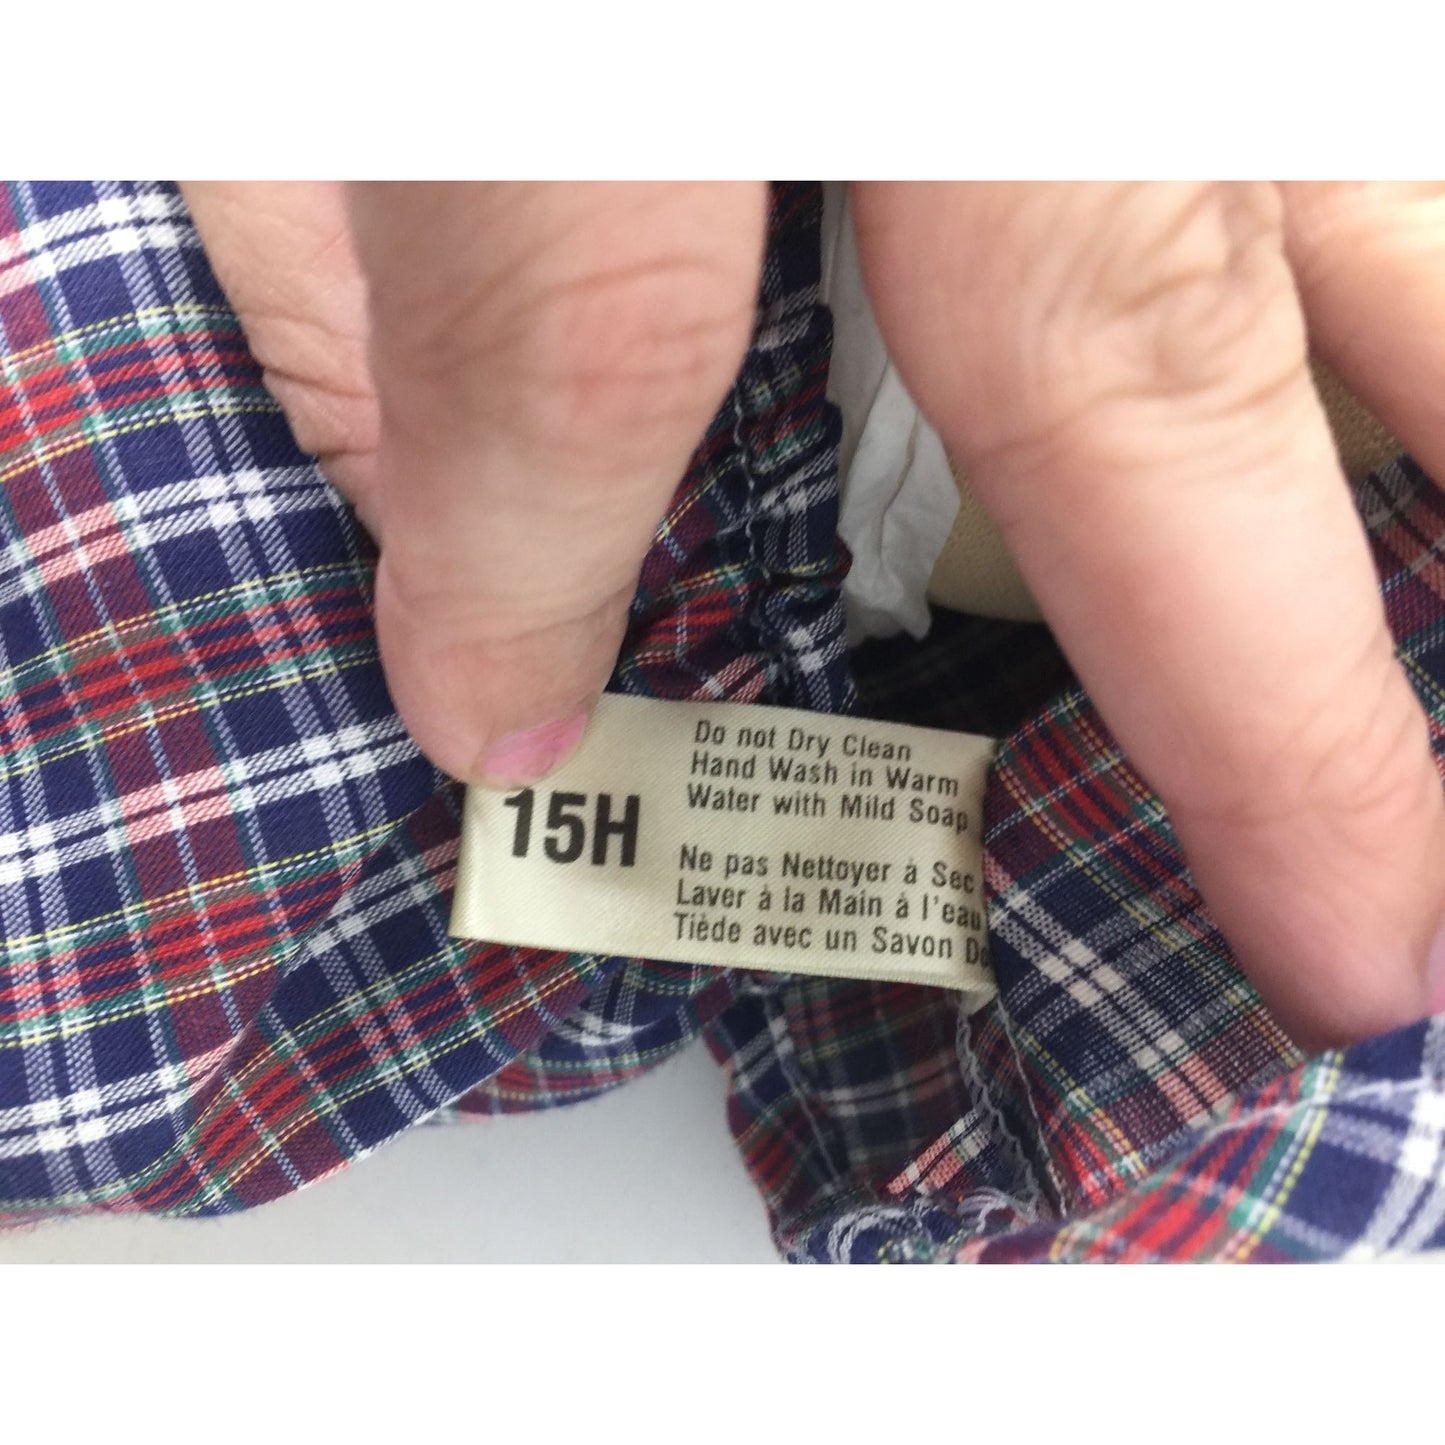 15H
Do not Dry Clean
Hand Wash in Warm
Water with Mild Soap
Ne pas Nettoyer à Sec
Laver à la Main à l'eau
Tiède avec un Savon